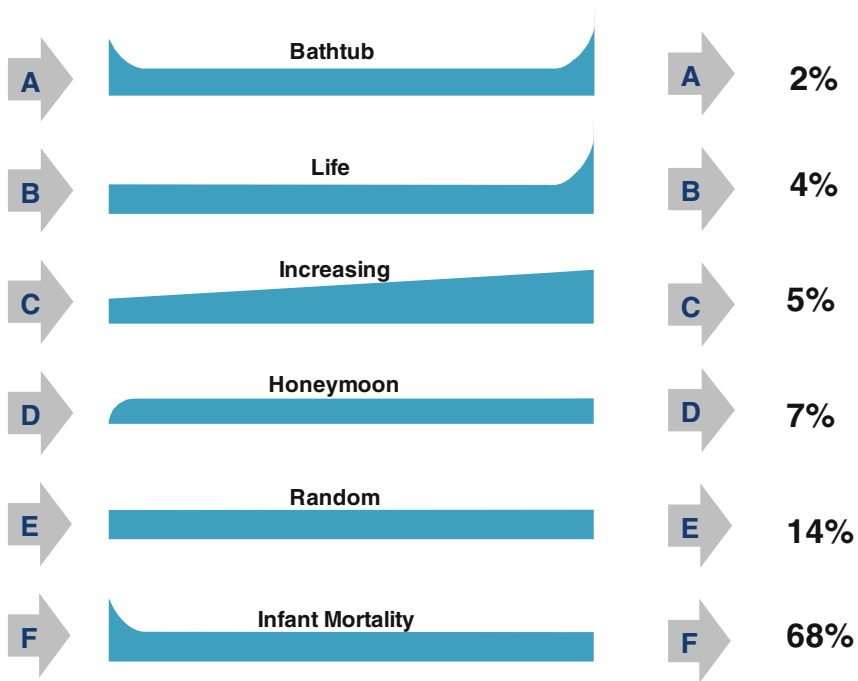 A Bathtub A 2%
B Life B 4%
C Increasing C 5%
D Honeymoon D 7%
E Random E 14%
F Infant Mortality F 68%